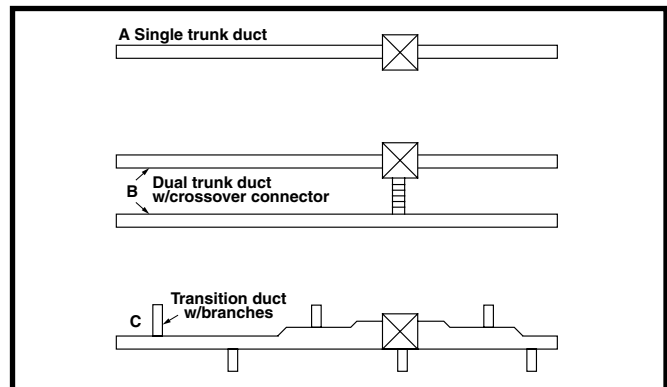 A Single trunk duct
B
Dual trunk duct
w/crossover connector
C
Transition duct
w/branches